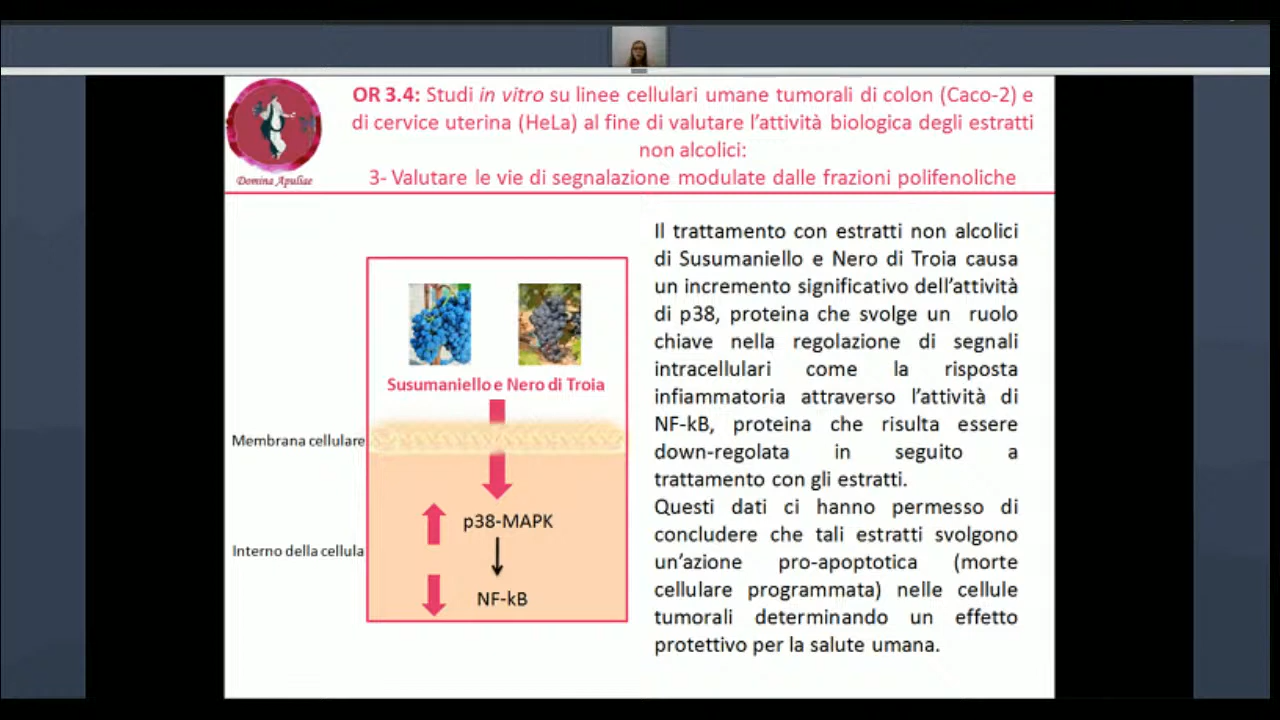 OR 3.4: Studi in vitro su linee cellulari umane tumorali di colon (Caco-2) e
di cervice uterina (HeLa) al fine di valutare l'attività biologica degli estratti
non alcolici:
3- Valutare le vie di segnalazione modulate dalle frazioni polifenoliche
Domina Apuliae
Susumaniello e Nero di Troia
Membrana cellulare
p38-MAPK
Interno della cellula
NF-kB
Il trattamento con estratti non alcolici
di Susumaniello e Nero di Troia causa
un incremento significativo dell'attività
di p38, proteina che svolge un ruolo
chiave nella regolazione di segnali
intracellulari come la risposta
infiammatoria attraverso l'attività di
NF-kB, proteina che risulta essere
down-regolata in seguito a
trattamento con gli estratti.
Questi dati ci hanno permesso di
concludere che tali estratti svolgono
un'azione pro-apoptotica (morte
cellulare programmata) nelle cellule
tumorali determinando un effetto
protettivo per la salute umana.